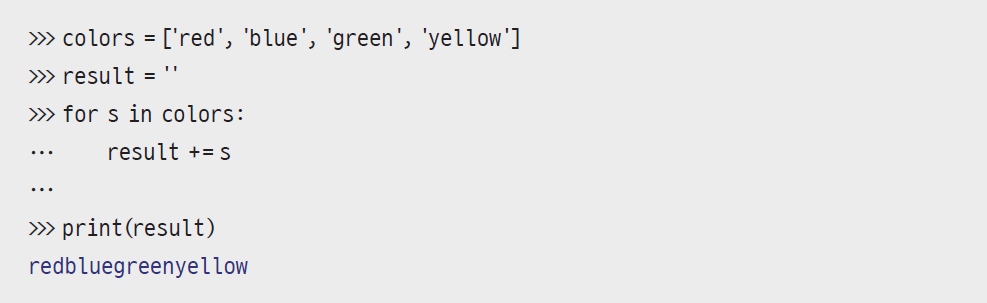 >>> colors = ['red', 'blue', 'green', 'yellow']
>>> result = ''
>>> for s in colors:
...     result += s
...
>>> print(result)
redbluegreenyellow